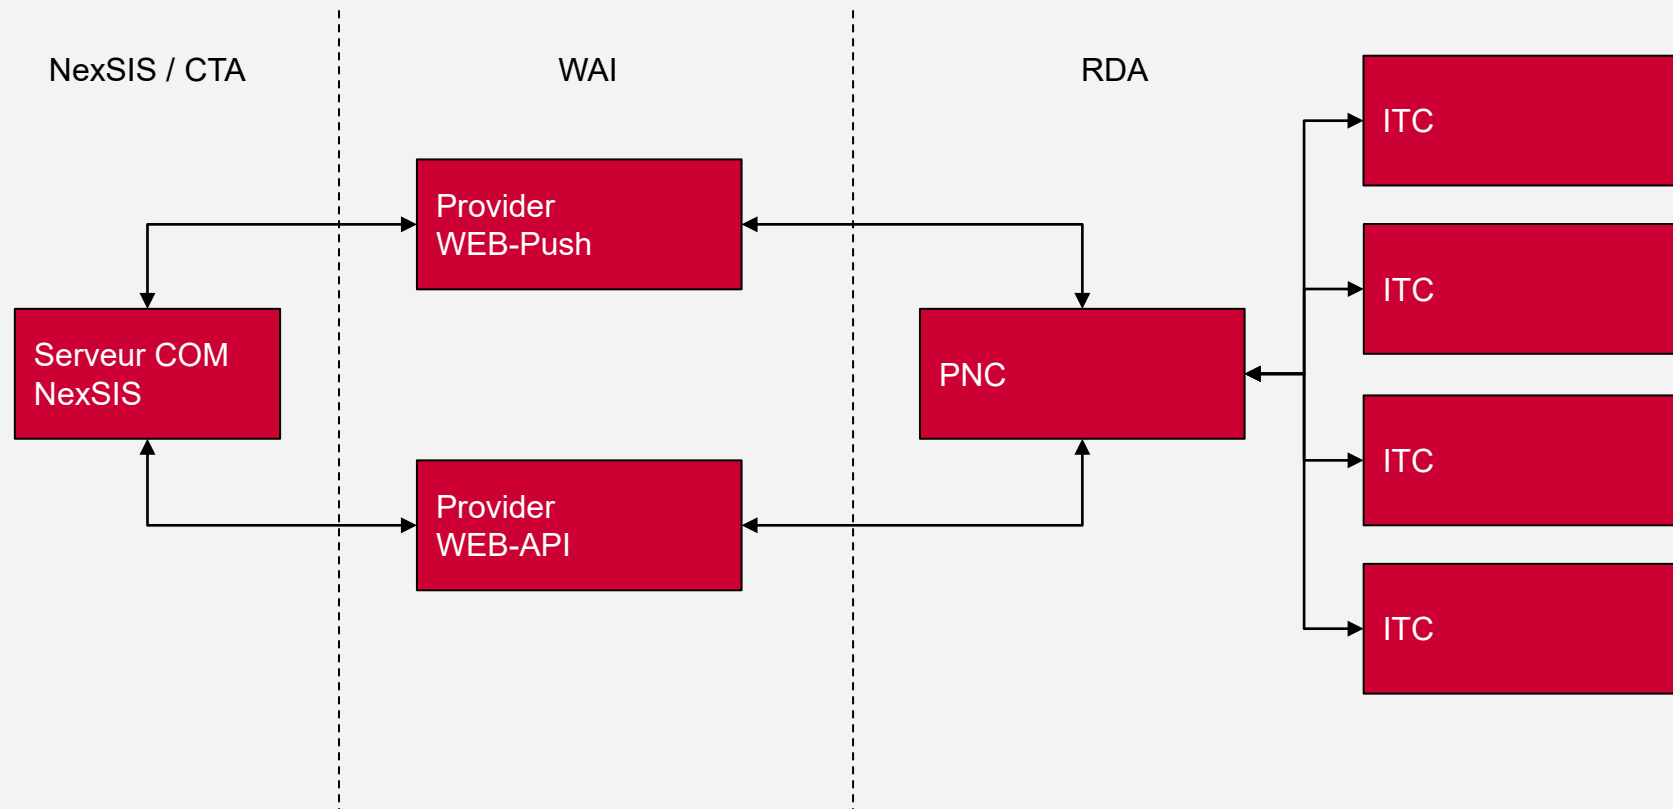 NexSIS / CTA
WAI
RDA
Provider
WEB-Push
Serveur COM
NexSIS
Provider
WEB-API
PNC
ITC
ITC
ITC
ITC